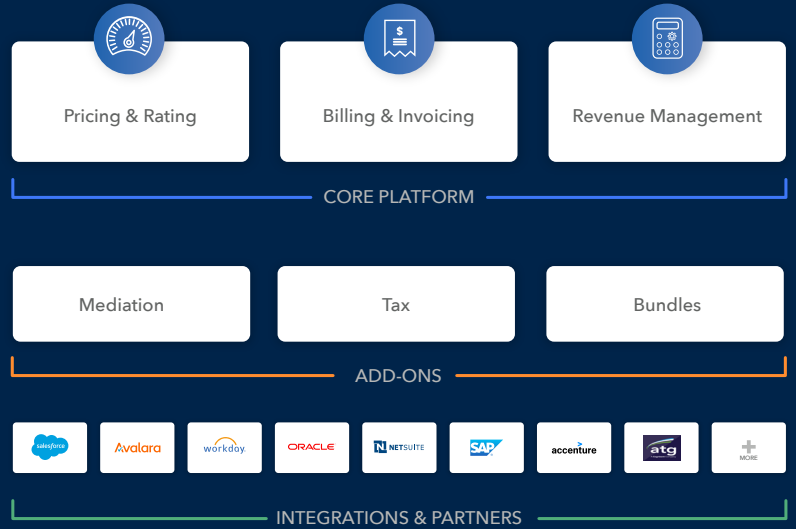 $
Pricing & Rating
Billing & Invoicing
Revenue Management
CORE PLATFORM
Mediation
Tax
Bundles
ADD-ONS
salesforce
Avalara
workday.
ORACLE
N NETSUITE
SAP
accenture
atg
MORE
INTEGRATIONS & PARTNERS